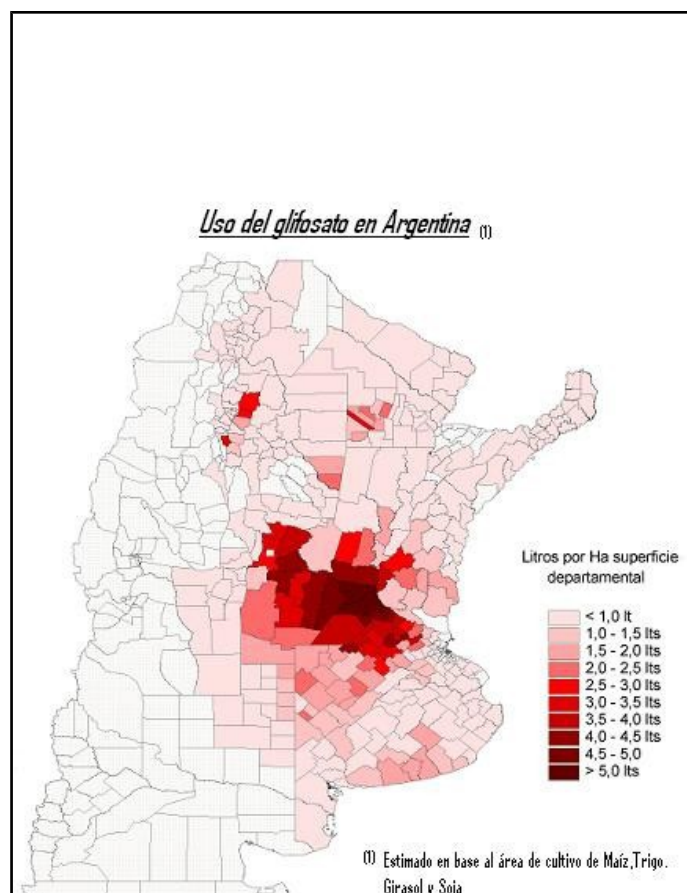 Uso del glifosato en Argentina (1)
Litros por Ha superficie
departamental
< 1,0 lt
1,0 - 1,5 lts
1,5 - 2,0 lts
2,0 - 2,5 lts
2,5 - 3,0 lts
3,0 - 3,5 lts
3,5 - 4,0 lts
4,0 - 4,5 lts
4,5 - 5,0
> 5,0 lts
(1) Estimado en base al área de cultivo de Maíz,Trigo.
Girasol y Soja